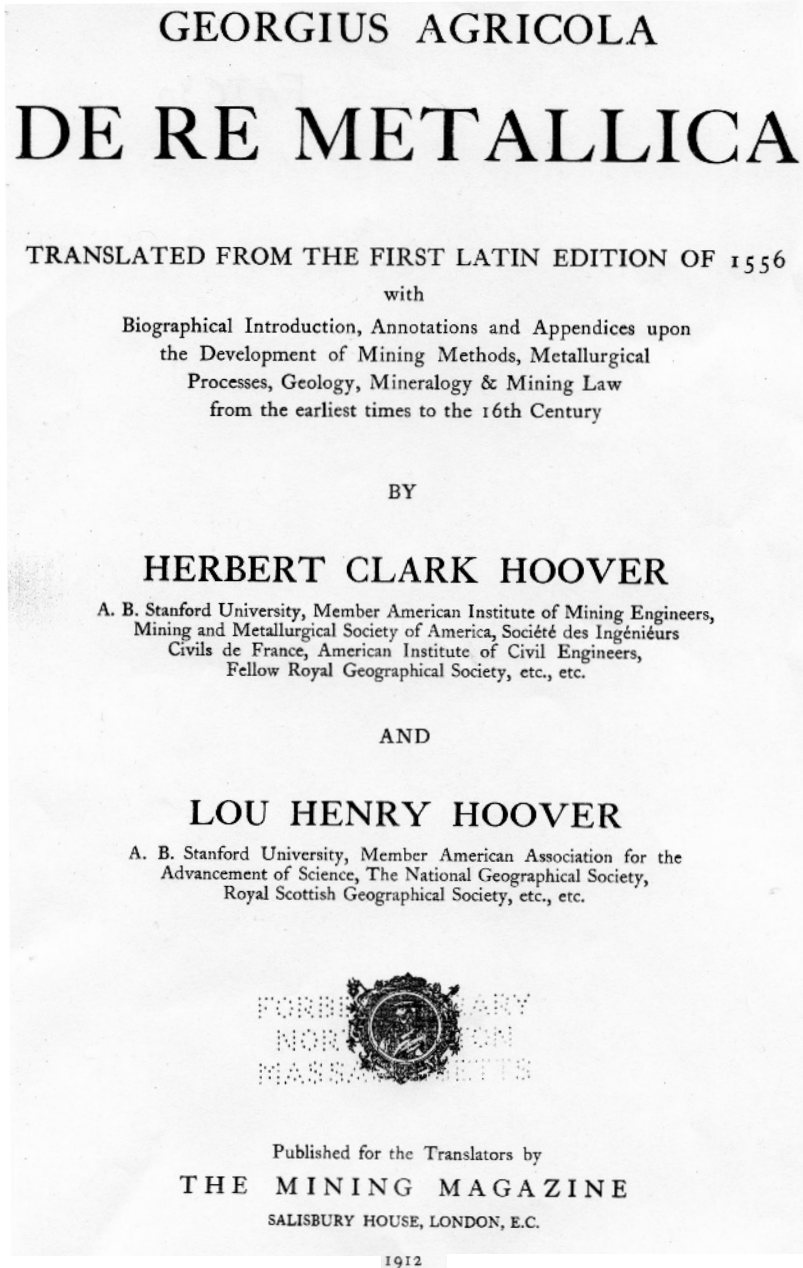 GEORGIUS AGRICOLA
DE RE METALLICA
TRANSLATED FROM THE FIRST LATIN EDITION OF 1556
with
Biographical Introduction, Annotations and Appendices upon
the Development of Mining Methods, Metallurgical
Processes, Geology, Mineralogy & Mining Law
from the earliest times to the 16th Century
BY
HERBERT CLARK HOOVER
A. B. Stanford University, Member American Institute of Mining Engineers,
Mining and Metallurgical Society of America, Société des Ingéniéurs
Civils de France, American Institute of Civil Engineers,
Fellow Royal Geographical Society, etc., etc.
AND
LOU HENRY HOOVER
A. B. Stanford University, Member American Association for the
Advancement of Science, The National Geographical Society,
Royal Scottish Geographical Society, etc., etc.
Published for the Translators by
THE MINING MAGAZINE
SALISBURY HOUSE, LONDON, E.C.
1912